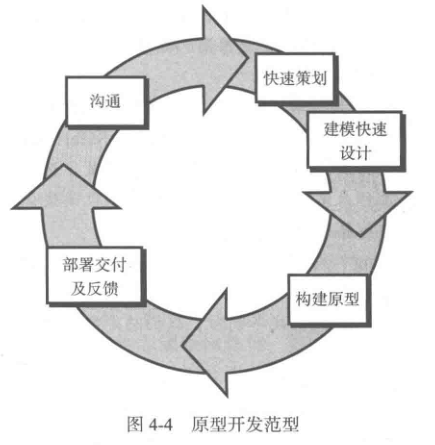 沟通
快速策划
建模快速
设计
构建原型
部署交付
及反馈
图 4-4 原型开发范型